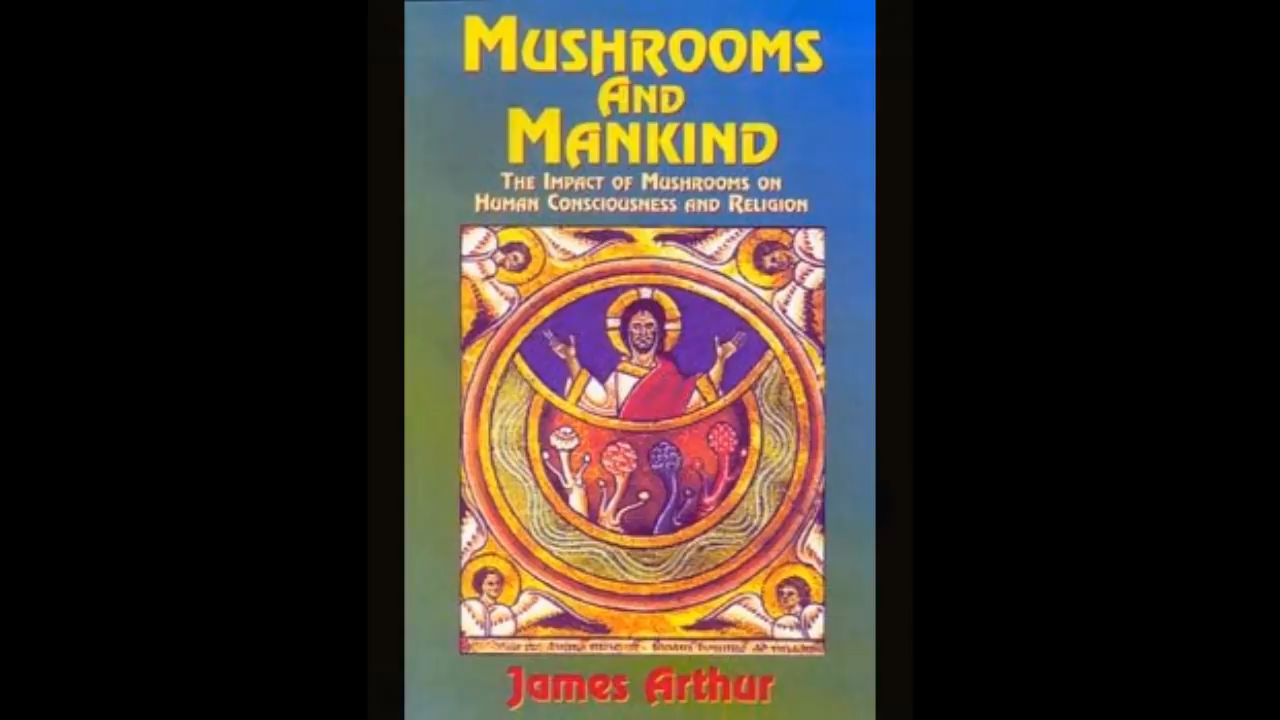 MUSHROOMS
AND
MANKIND
THE IMPACT OF MUSHROOMS ON
HUMAN CONSCIOUSNESS AND RELIGION
James Arthur